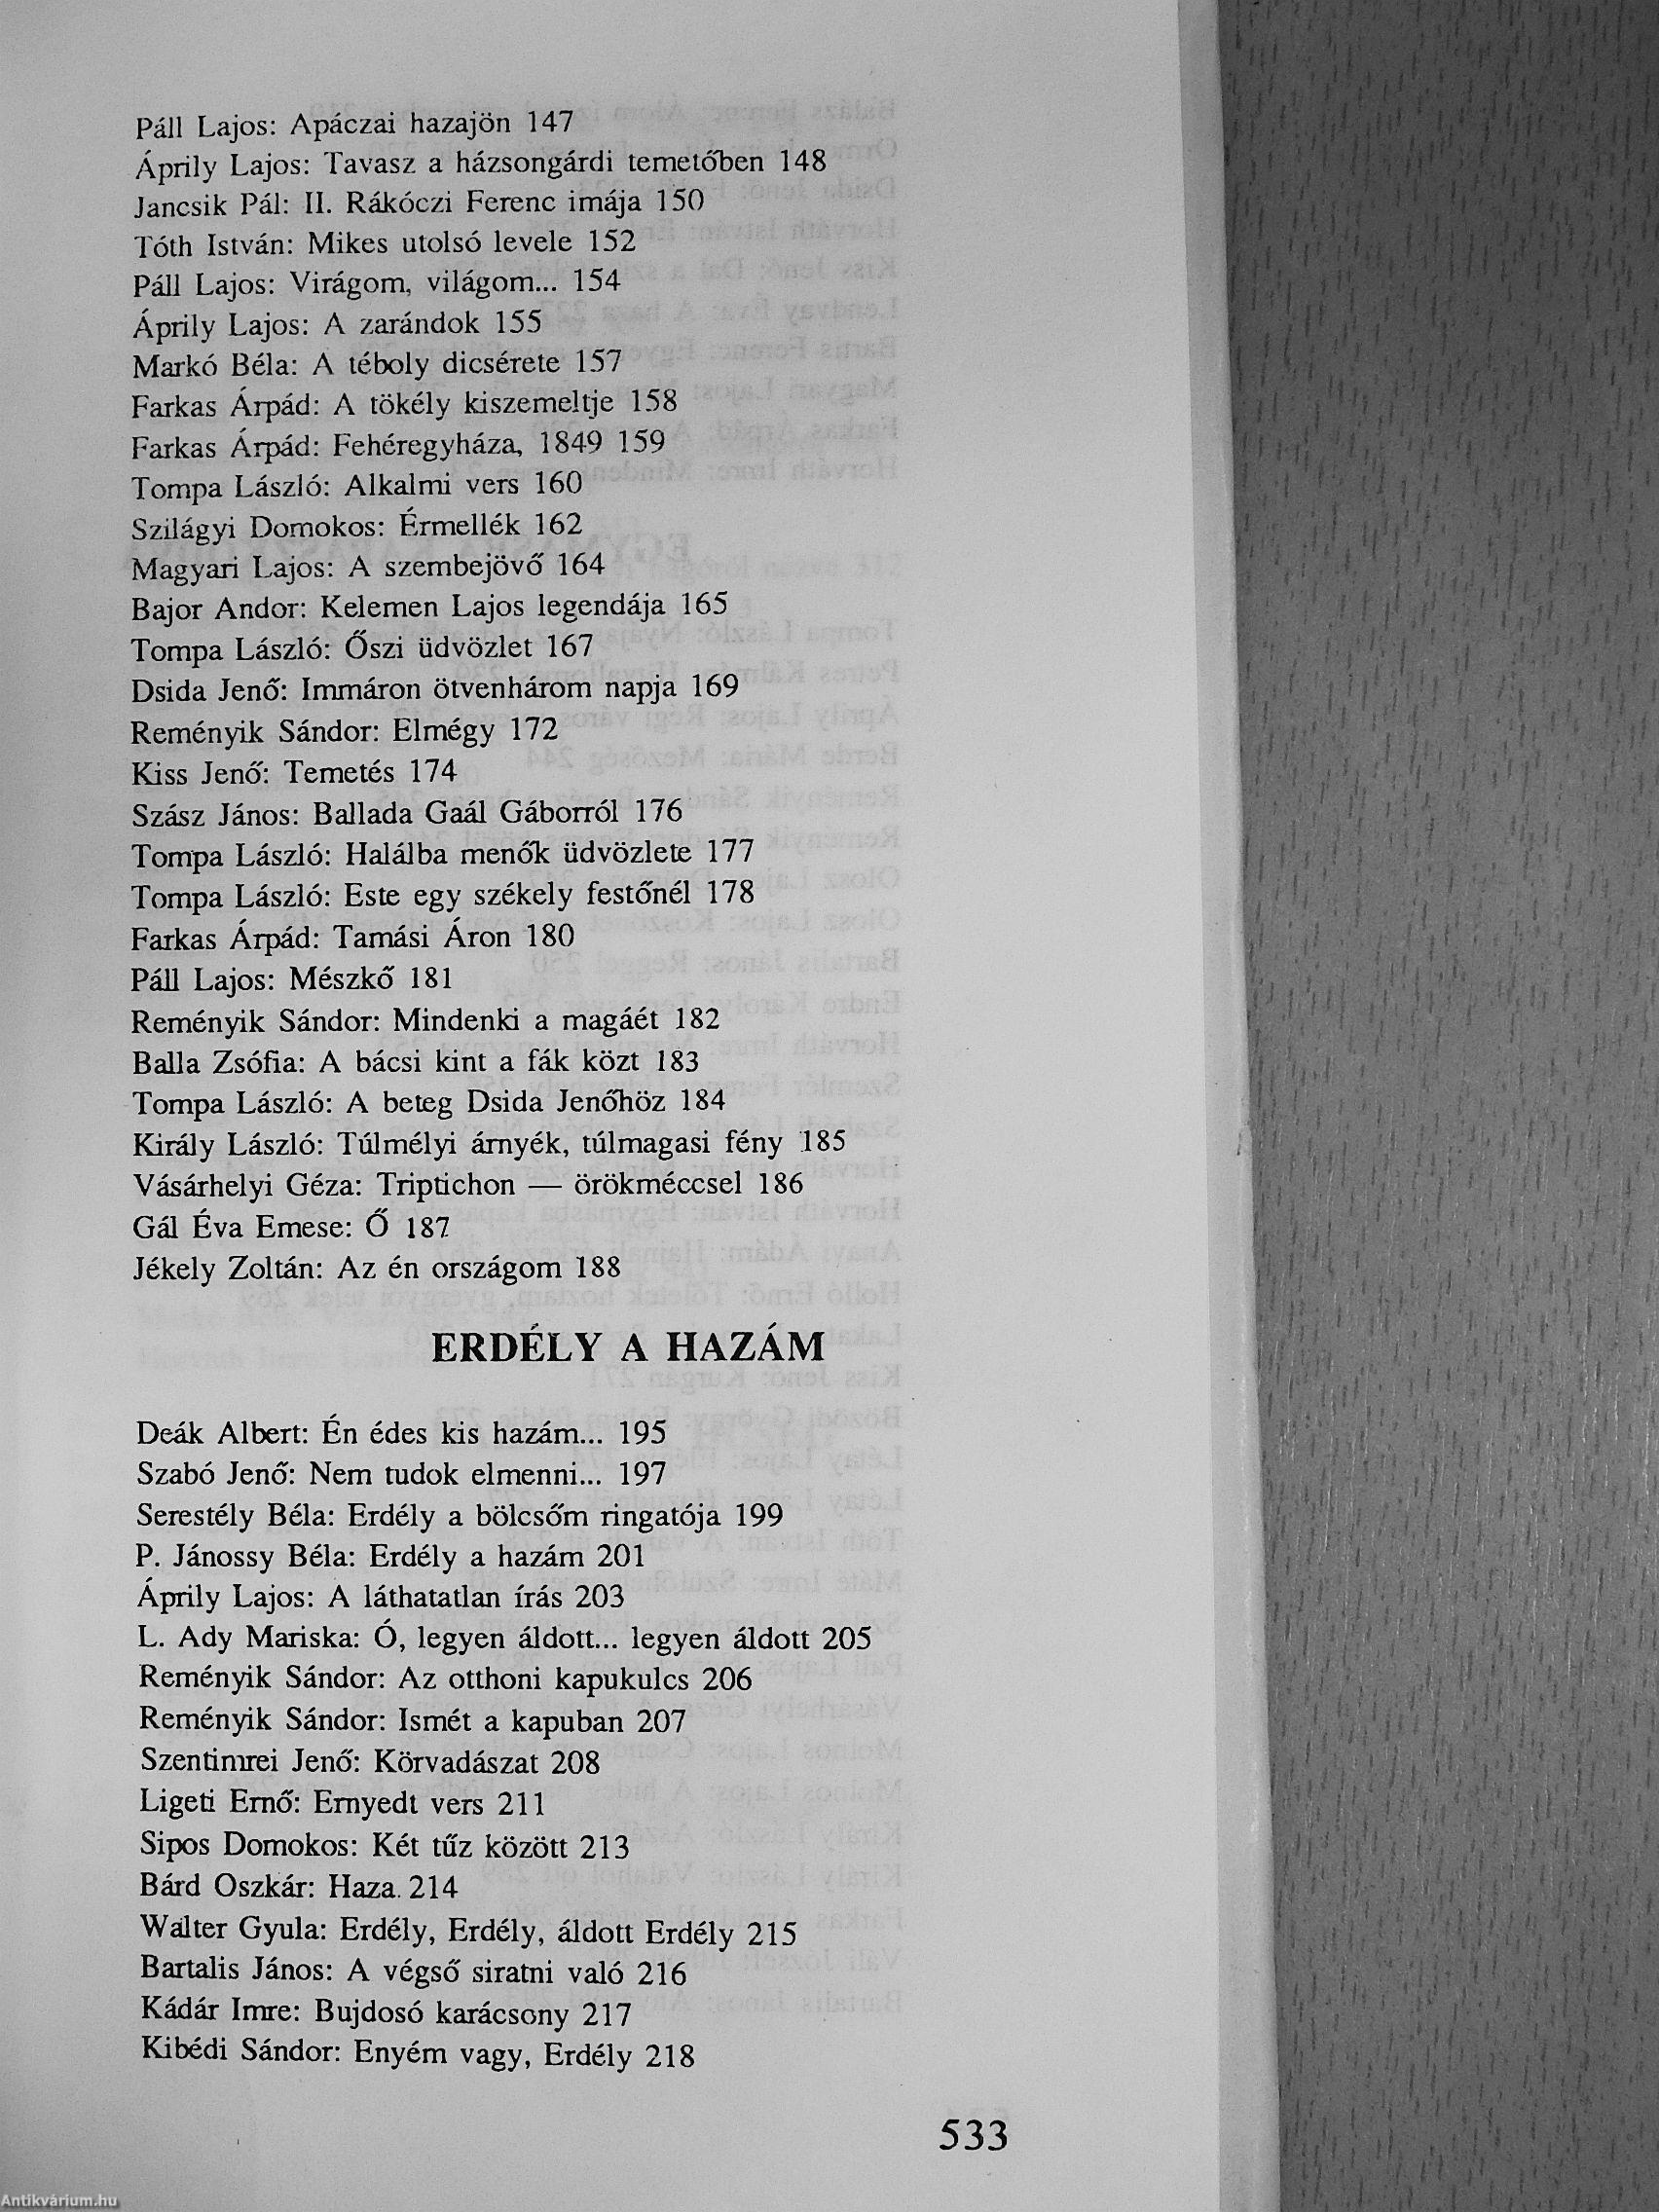 Páll Lajos: Apáczai hazajön 147
Áprily Lajos: Tavasz a házsongárdi temetőben 148
Jancsik Pál: II. Rákóczi Ferenc imája 150
Tóth István: Mikes utolsó levele 152
Páll Lajos: Virágom, világom... 154
Áprily Lajos: A zarándok 155
Markó Béla: A téboly dicsérete 157
Farkas Árpád: A tökély kiszemeltje 158
Farkas Árpád: Fehéregyháza, 1849 159
Tompa László: Alkalmi vers 160
Szilágyi Domokos: Érmellék 162
Magyari Lajos: A szembejövő 164
Bajor Andor: Kelemen Lajos legendája 165
Tompa László: Őszi üdvözlet 167
Dsida Jenő: Immáron ötvenhárom napja 169
Reményik Sándor: Elmégy 172
Kiss Jenő: Temetés 174
Szász János: Ballada Gaál Gáborról 176
Tompa László: Halálba menők üdvözlete 177
Tompa László: Este egy székely festőnél 178
Farkas Árpád: Tamási Áron 180
Páll Lajos: Mészkő 181
Reményik Sándor: Mindenki a magáét 182
Balla Zsófia: A bácsi kint a fák közt 183
Tompa László: A beteg Dsida Jenőhöz 184
Király László: Túlmélyi árnyék, túlmagasi fény 185
Vásárhelyi Géza: Triptichon — örökméccsel 186
Gál Éva Emese: Ő 187
Jékely Zoltán: Az én országom 188
ERDÉLY A HAZÁM
Deák Albert: Én édes kis hazám... 195
Szabó Jenő: Nem tudok elmenni... 197
Serestély Béla: Erdély a bölcsőm ringatója 199
P. Jánossy Béla: Erdély a hazám 201
Áprily Lajos: A láthatatlan írás 203
L. Ady Mariska: Ó, legyen áldott... legyen áldott 205
Reményik Sándor: Az otthoni kapukulcs 206
Reményik Sándor: Ismét a kapuban 207
Szentimrei Jenő: Körvadászat 208
Ligeti Ernő: Ernyedt vers 211
Sipos Domokos: Két tűz között 213
Bárd Oszkár: Haza 214
Walter Gyula: Erdély, Erdély, áldott Erdély 215
Bartalis János: A végső siratni való 216
Kádár Imre: Bujdosó karácsony 217
Kibédi Sándor: Enyém vagy, Erdély 218
533
Antikvárium.hu